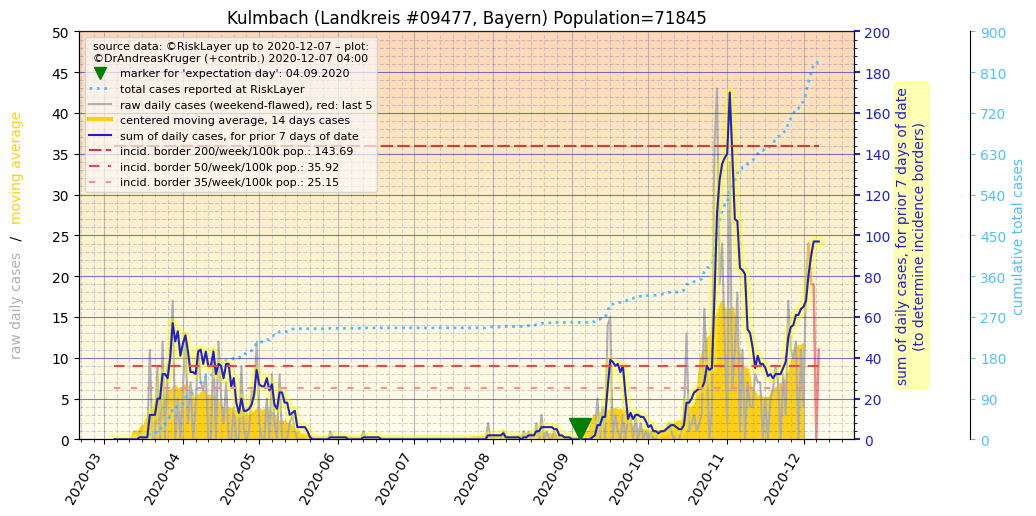 Kulmbach (Landkreis #09477, Bayern) Population=71845
source data: ©RiskLayer up to 2020-12-07 – plot:
©DrAndreasKruger (+contrib.) 2020-12-07 04:00
marker for 'expectation day': 04.09.2020
total cases reported at RiskLayer
raw daily cases (weekend-flawed), red: last 5
centered moving average, 14 days cases
sum of daily cases, for prior 7 days of date
incid. border 200/week/100k pop.: 143.69
incid. border 50/week/100k pop.: 35.92
incid. border 35/week/100k pop.: 25.15
raw daily cases / moving average
50
45
40
35
30
25
20
15
10
5
0
2020-03
2020-04
2020-05
2020-06
2020-07
2020-08
2020-09
2020-10
2020-11
2020-12
200
180
160
140
120
100
80
60
40
20
0
sum of daily cases, for prior 7 days of date
(to determine incidence borders)
900
810
720
630
540
450
360
270
180
90
0
cumulative total cases